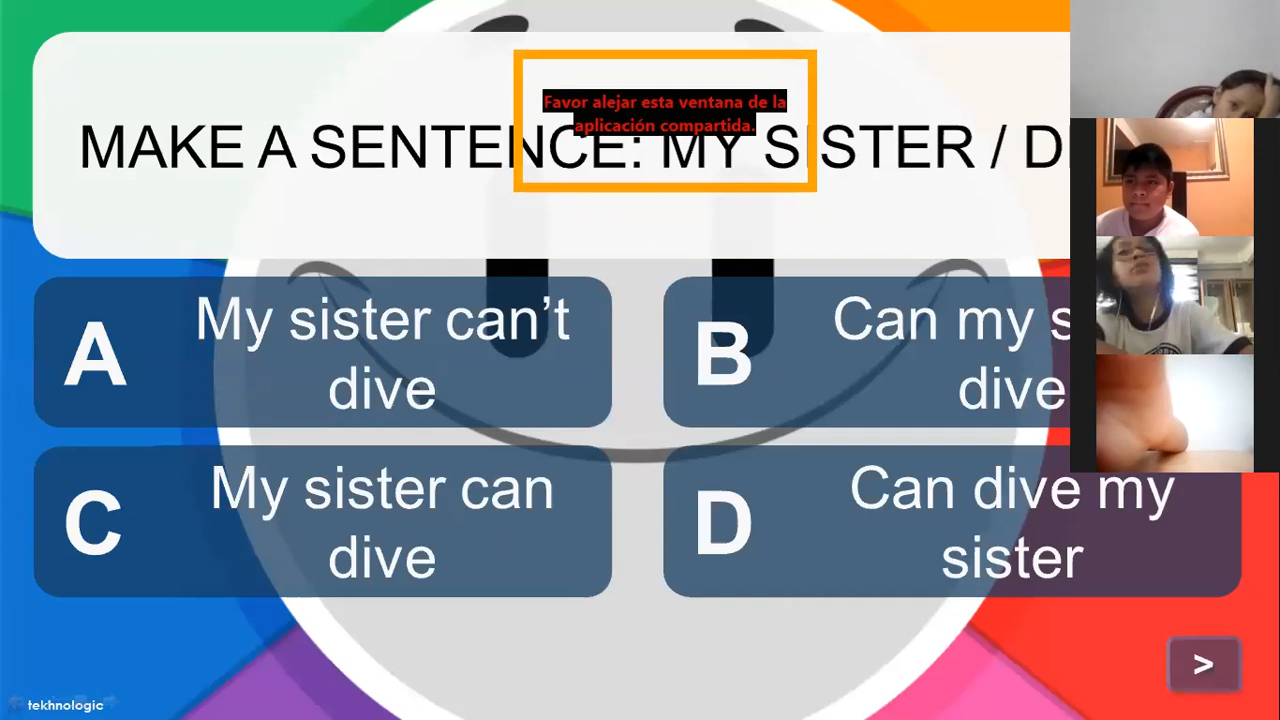 Favor alejar esta ventana de la
aplicación compartida.
MAKE A SENTENCE: MY SISTER / D
A
My sister can’t
dive
B
Can my s
dive
C
My sister can
dive
D
Can dive my
sister
>
tekhnologic